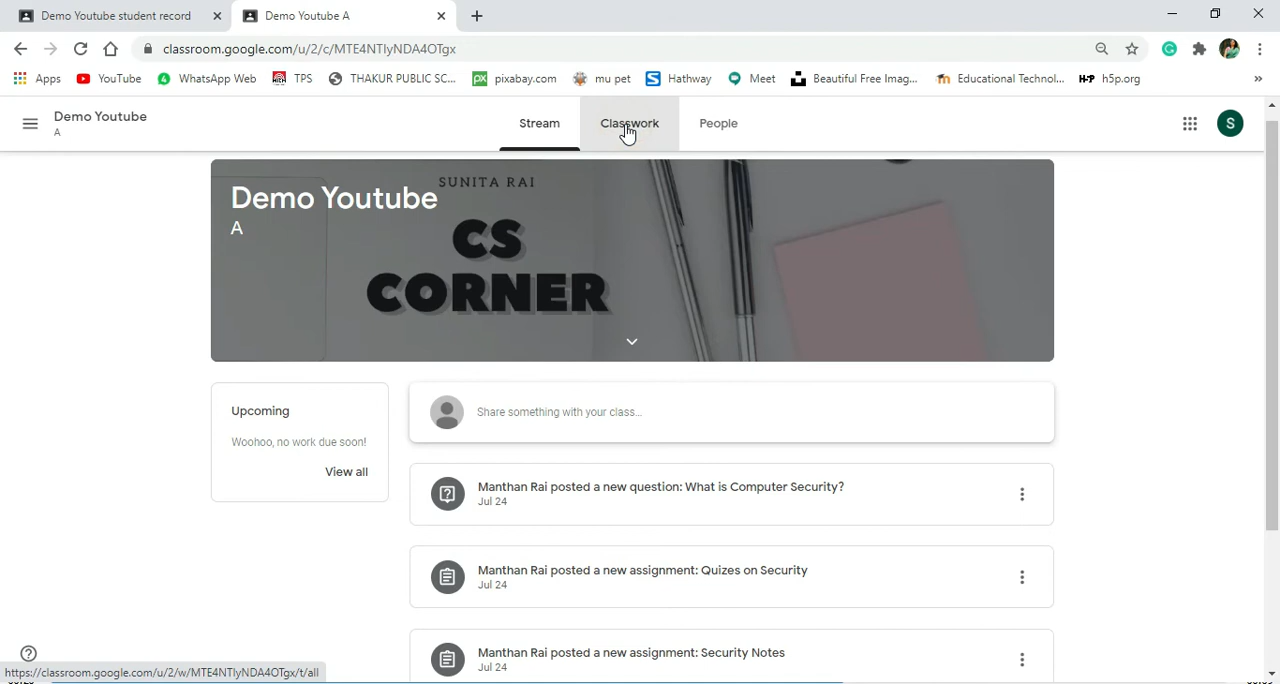 Demo Youtube student record
Demo Youtube A
classroom.google.com/u/2/c/MTE4NTIyNDA4OTgx
Apps YouTube WhatsApp Web TPS THAKUR PUBLIC SC... px pixabay.com mu pet S Hathway Meet Beautiful Free Imag... Educational Technol... H-P h5p.org »
Demo Youtube
A
Stream Classwork People
S
SUNITA RAI
Demo Youtube
A
CS
CORNER
Upcoming
Woohoo, no work due soon!
View all
Share something with your class...
Manthan Rai posted a new question: What is Computer Security?
Jul 24
Manthan Rai posted a new assignment: Quizes on Security
Jul 24
Manthan Rai posted a new assignment: Security Notes
Jul 24
https://classroom.google.com/u/2/w/MTE4NTIyNDA4OTgx/t/all